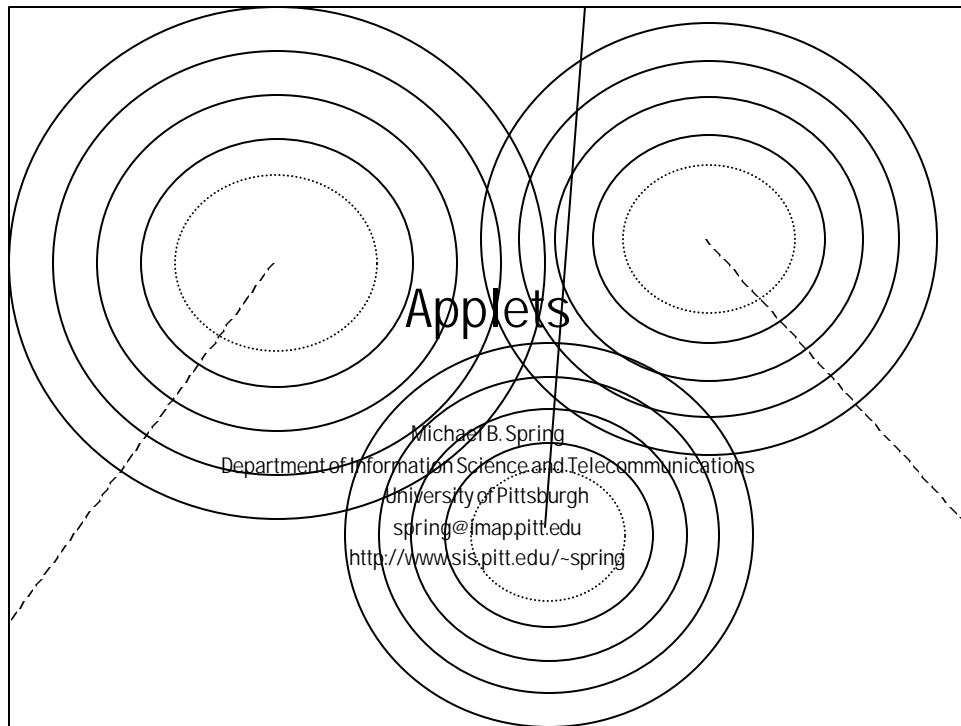 Applets
Michael B. Spring
Department of Information Science and Telecommunications
University of Pittsburgh
spring@imap.pitt.edu
http://www.sis.pitt.edu/~spring